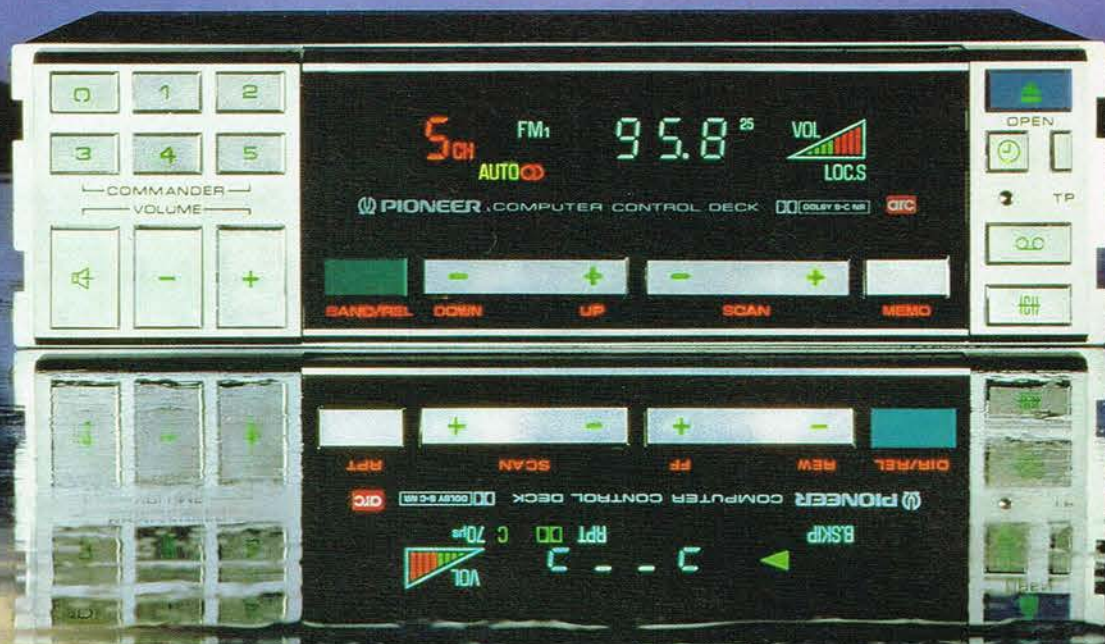 0 1 2
3 4 5
COMMANDER
VOLUME
- +
5 CH FM1 95.8 25 VOL
AUTO LOC.S
PIONEER COMPUTER CONTROL DECK DOLBY B-C NR arc
- + - +
BAND/REL DOWN UP SCAN MEMO
OPEN
TP
+ - + -
RPT SCAN FF REW DIR/REL
PIONEER COMPUTER CONTROL DECK DOLBY B-C NR arc
B.SKIP RPT C 70µs
VOL